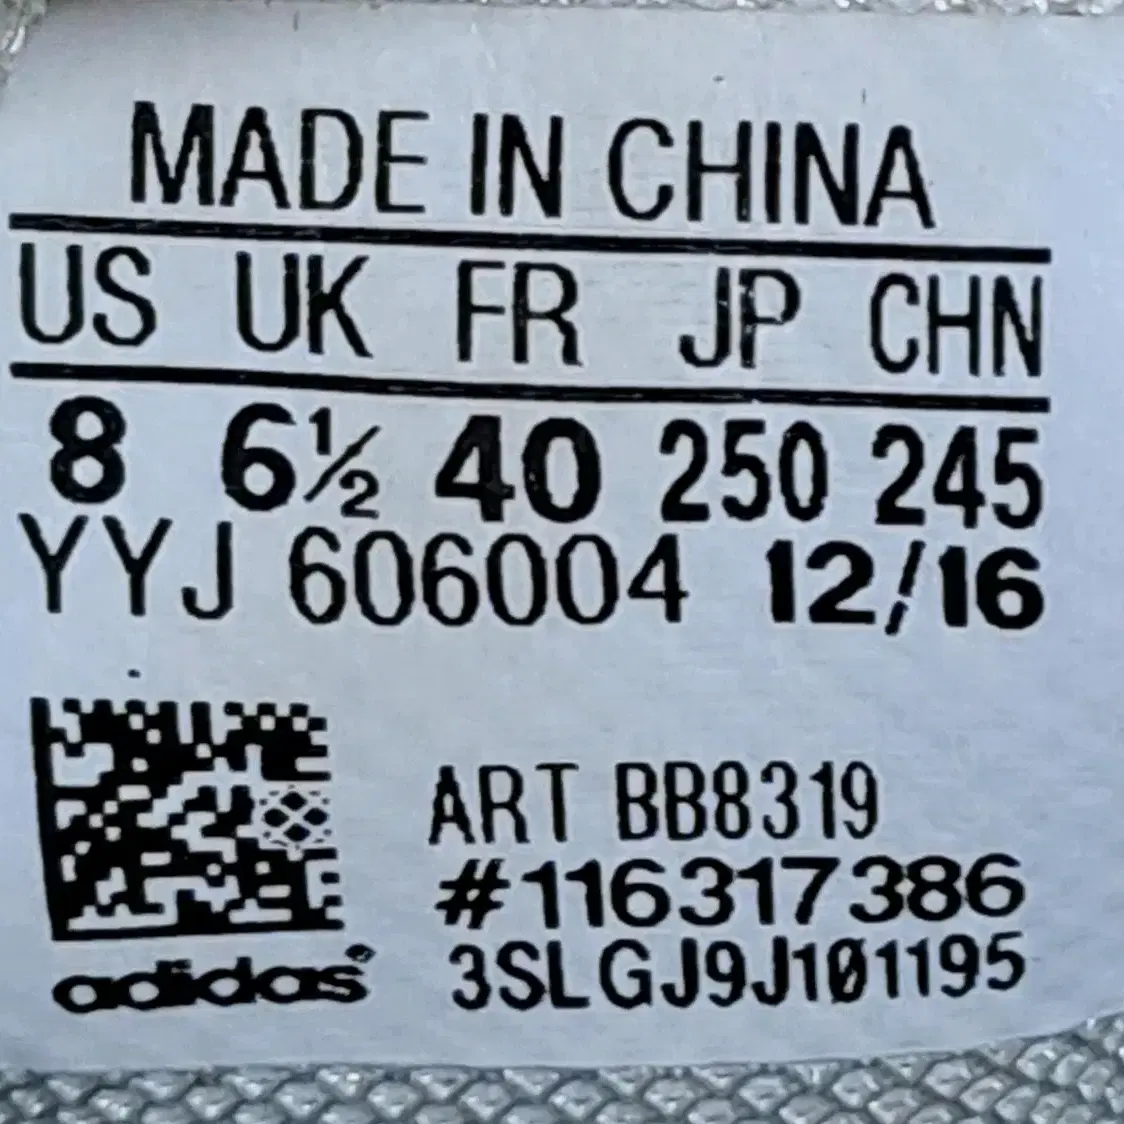 MADE IN CHINA
US UK FR JP CHN
8 6½ 40 250 245
YYJ 606004 12/16
ART BB8319
#116317386
adidas 3SLGJ9J101195